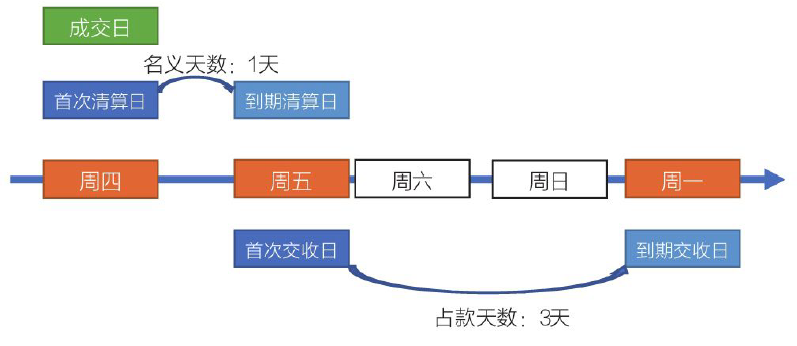 成交日
名义天数：1天
首次清算日
到期清算日
周四
周五
周六
周日
周一
首次交收日
到期交收日
占款天数：3天